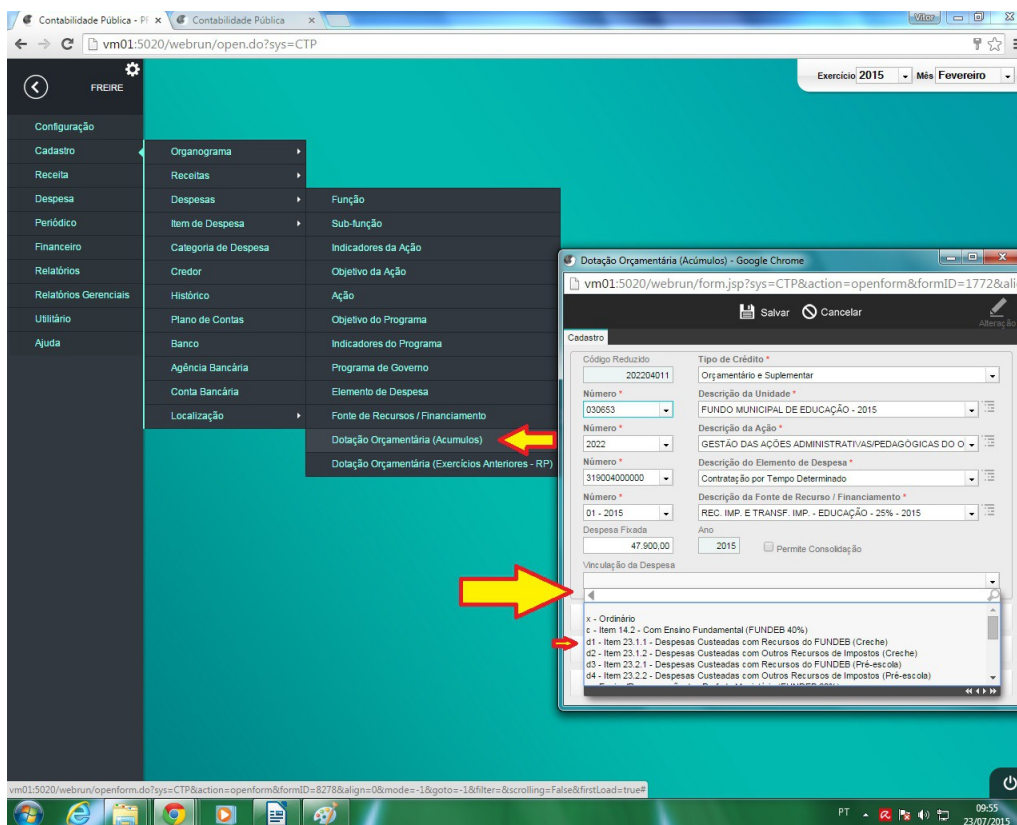 Contabilidade Pública - Pf
Contabilidade Pública
Vitor
vm01:5020/webrun/open.do?sys=CTP
FREIRE
Exercício 2015 Mês Fevereiro
Configuração
Cadastro
Receita
Despesa
Periódico
Financeiro
Relatórios
Relatórios Gerenciais
Utilitário
Ajuda
Organograma
Receitas
Despesas
Item de Despesa
Categoria de Despesa
Credor
Histórico
Plano de Contas
Banco
Agência Bancária
Conta Bancária
Localização
Função
Sub-função
Indicadores da Ação
Objetivo da Ação
Ação
Objetivo do Programa
Indicadores do Programa
Programa de Governo
Elemento de Despesa
Fonte de Recursos / Financiamento
Dotação Orçamentária (Acumulos)
Dotação Orçamentária (Exercícios Anteriores - RP)
Dotação Orçamentária (Acúmulos) - Google Chrome
vm01:5020/webrun/form.jsp?sys=CTP&action=openform&formID=1772&ali
Salvar Cancelar
Alteração
Cadastro
Código Reduzido Tipo de Crédito *
202204011 Orçamentário e Suplementar
Número * Descrição da Unidade *
030653 FUNDO MUNICIPAL DE EDUCAÇÃO - 2015
Número * Descrição da Ação *
2022 GESTÃO DAS AÇÕES ADMINISTRATIVAS/PEDAGÓGICAS DO O
Número * Descrição do Elemento de Despesa *
319004000000 Contratação por Tempo Determinado
Número * Descrição da Fonte de Recurso / Financiamento *
01 - 2015 REC. IMP. E TRANSF. IMP. - EDUCAÇÃO - 25% - 2015
Despesa Fixada Ano
47.900,00 2015 Permite Consolidação
Vinculação da Despesa
x - Ordinário
c - Item 14.2 - Com Ensino Fundamental (FUNDEB 40%)
d1 - Item 23.1.1 - Despesas Custeadas com Recursos do FUNDEB (Creche)
d2 - Item 23.1.2 - Despesas Custeadas com Outros Recursos de Impostos (Creche)
d3 - Item 23.2.1 - Despesas Custeadas com Recursos do FUNDEB (Pré-escola)
d4 - Item 23.2.2 - Despesas Custeadas com Outros Recursos de Impostos (Pré-escola)
vm01:5020/webrun/openform.do?sys=CTP&action=openform&formID=8278&align=0&mode=-1&goto=-1&filter=&scrolling=False&firstLoad=true#
PT
09:55
23/07/2015